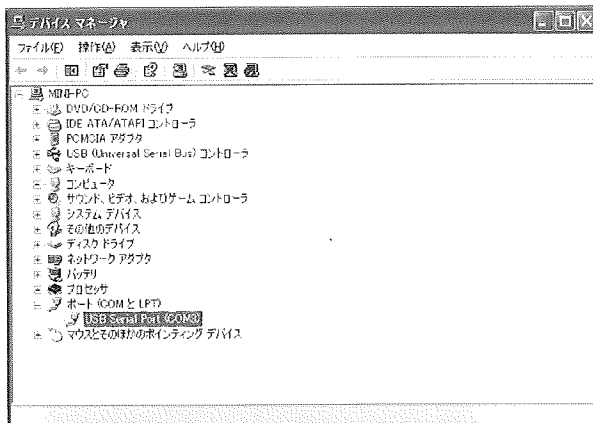 デバイス マネージャ
ファイル(F) 操作(A) 表示(V) ヘルプ(H)
MINI-PC
DVD/CD-ROM ドライブ
IDE ATA/ATAPI コントローラ
PCMCIA アダプタ
USB (Universal Serial Bus) コントローラ
キーボード
コンピュータ
サウンド、ビデオ、およびゲーム コントローラ
システム デバイス
その他のデバイス
ディスク ドライブ
ネットワーク アダプタ
バッテリ
プロセッサ
ポート (COM と LPT)
USB Serial Port
マウスとそのほかのポインティング デバイス